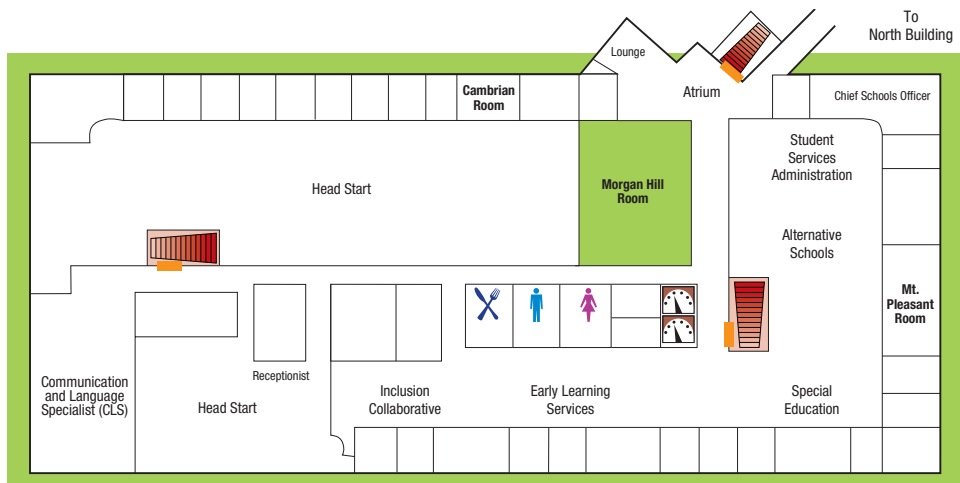 To
North Building
Lounge
Cambrian
Room
Atrium
Chief Schools Officer
Student
Services
Administration
Head Start
Morgan Hill
Room
Alternative
Schools
Mt.
Pleasant
Room
Receptionist
Communication
and Language
Specialist (CLS)
Head Start
Inclusion
Collaborative
Early Learning
Services
Special
Education